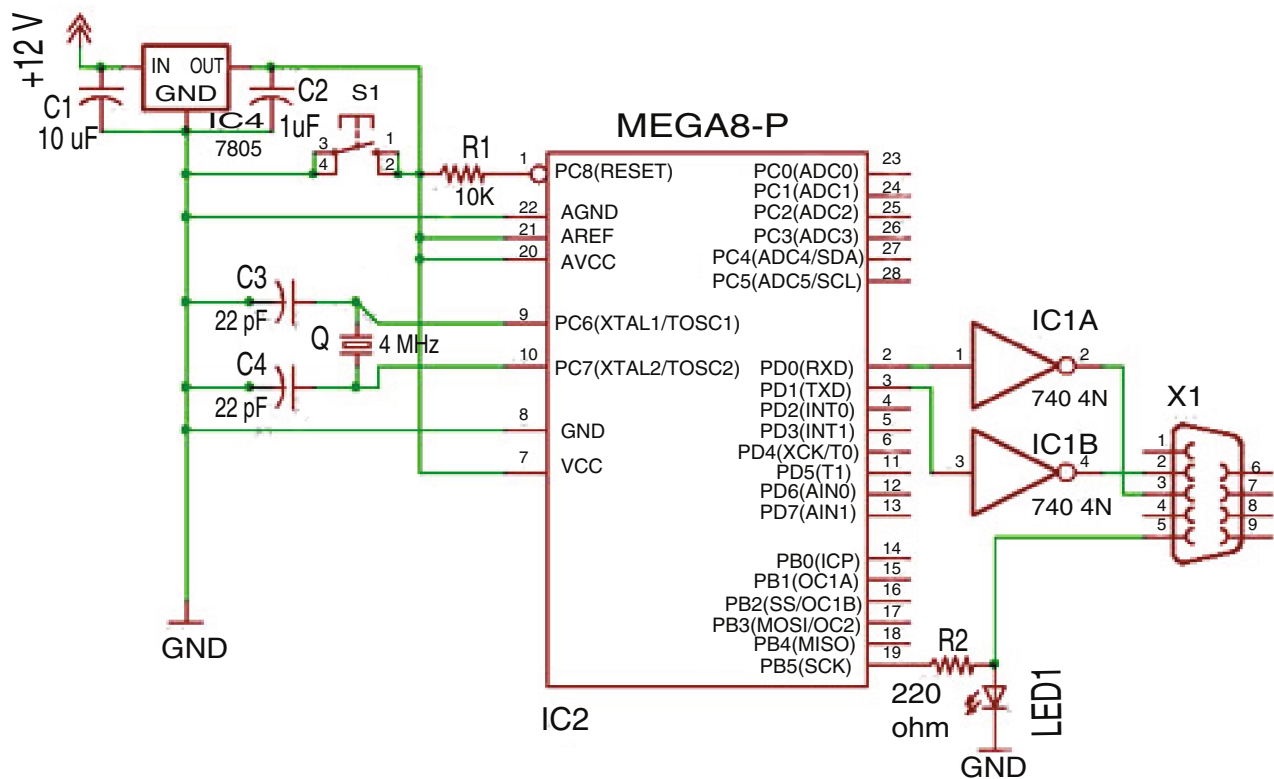 +12 V
IN OUT
GND
C1
10 uF
IC4
7805
C2
1uF
S1
3
4
1
2
R1
10K
MEGA8-P
1 PC8(RESET)
22 AGND
21 AREF
20 AVCC
9 PC6(XTAL1/TOSC1)
10 PC7(XTAL2/TOSC2)
8 GND
7 VCC
C3
22 pF
Q
4 MHz
C4
22 pF
GND
PC0(ADC0) 23
PC1(ADC1) 24
PC2(ADC2) 25
PC3(ADC3) 26
PC4(ADC4/SDA) 27
PC5(ADC5/SCL) 28
PD0(RXD) 2
PD1(TXD) 3
PD2(INT0) 4
PD3(INT1) 5
PD4(XCK/T0) 6
PD5(T1) 11
PD6(AIN0) 12
PD7(AIN1) 13
PB0(ICP) 14
PB1(OC1A) 15
PB2(SS/OC1B) 16
PB3(MOSI/OC2) 17
PB4(MISO) 18
PB5(SCK) 19
IC2
IC1A
1
2
740 4N
IC1B
3
4
740 4N
X1
1
2
3
4
5
6
7
8
9
R2
220
ohm
LED1
GND